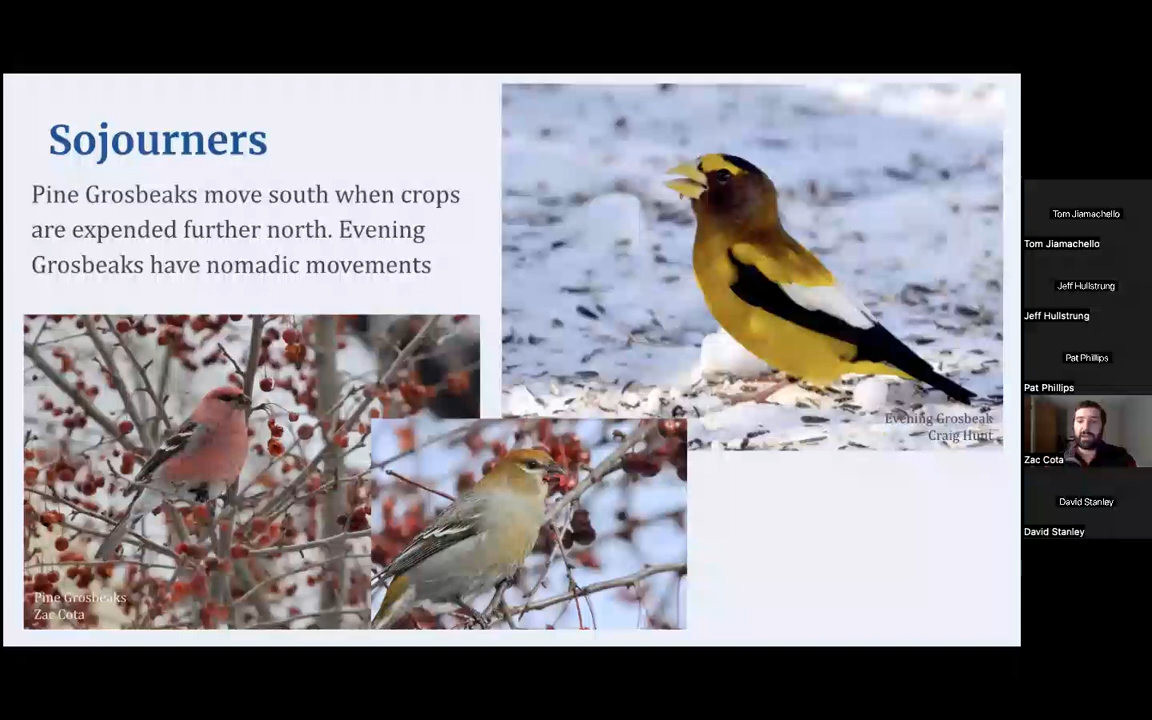 Sojourners
Pine Grosbeaks move south when crops
are expended further north. Evening
Grosbeaks have nomadic movements
Evening Grosbeak
Craig Hunt
Pine Grosbeaks
Zac Cota
Tom Jiamachello
Tom Jiamachello
Jeff Hullstrung
Jeff Hullstrung
Pat Phillips
Pat Phillips
Zac Cota
David Stanley
David Stanley